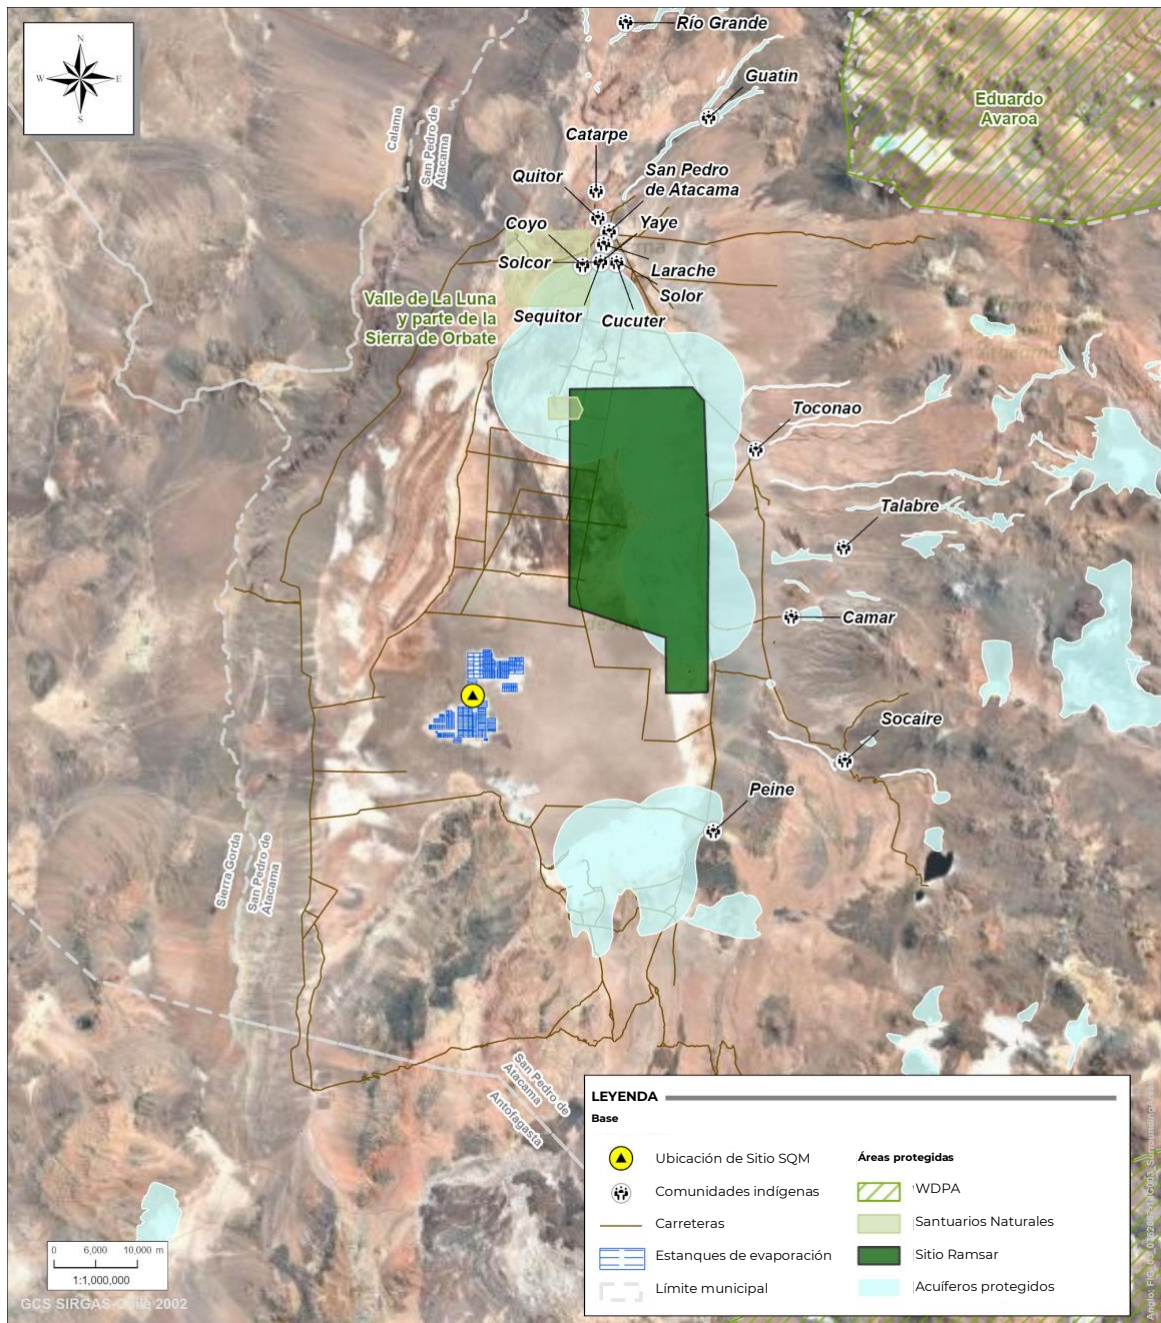 N
W
E
S
Río Grande
Guatin
Eduardo
Avaroa
Calama
San Pedro de
Atacama
Catarpe
Quitor
San Pedro
de Atacama
Coyo
Yaye
Solcor
Larache
Solor
Valle de La Luna
y parte de la
Sierra de Orbate
Sequitor
Cucuter
Toconao
Talabre
Camar
Socaire
Peine
Sierra Gorda
San Pedro de
Atacama
San Pedro de
Atacama
Antofagasta
LEYENDA
Base
Ubicación de Sitio SQM
Comunidades indígenas
Carreteras
Estanques de evaporación
Límite municipal
Áreas protegidas
WDPA
Santuarios Naturales
Sitio Ramsar
Acuíferos protegidos
0 6,000 10,000 m
1:1,000,000
GCS SIRGAS-Chile 2002